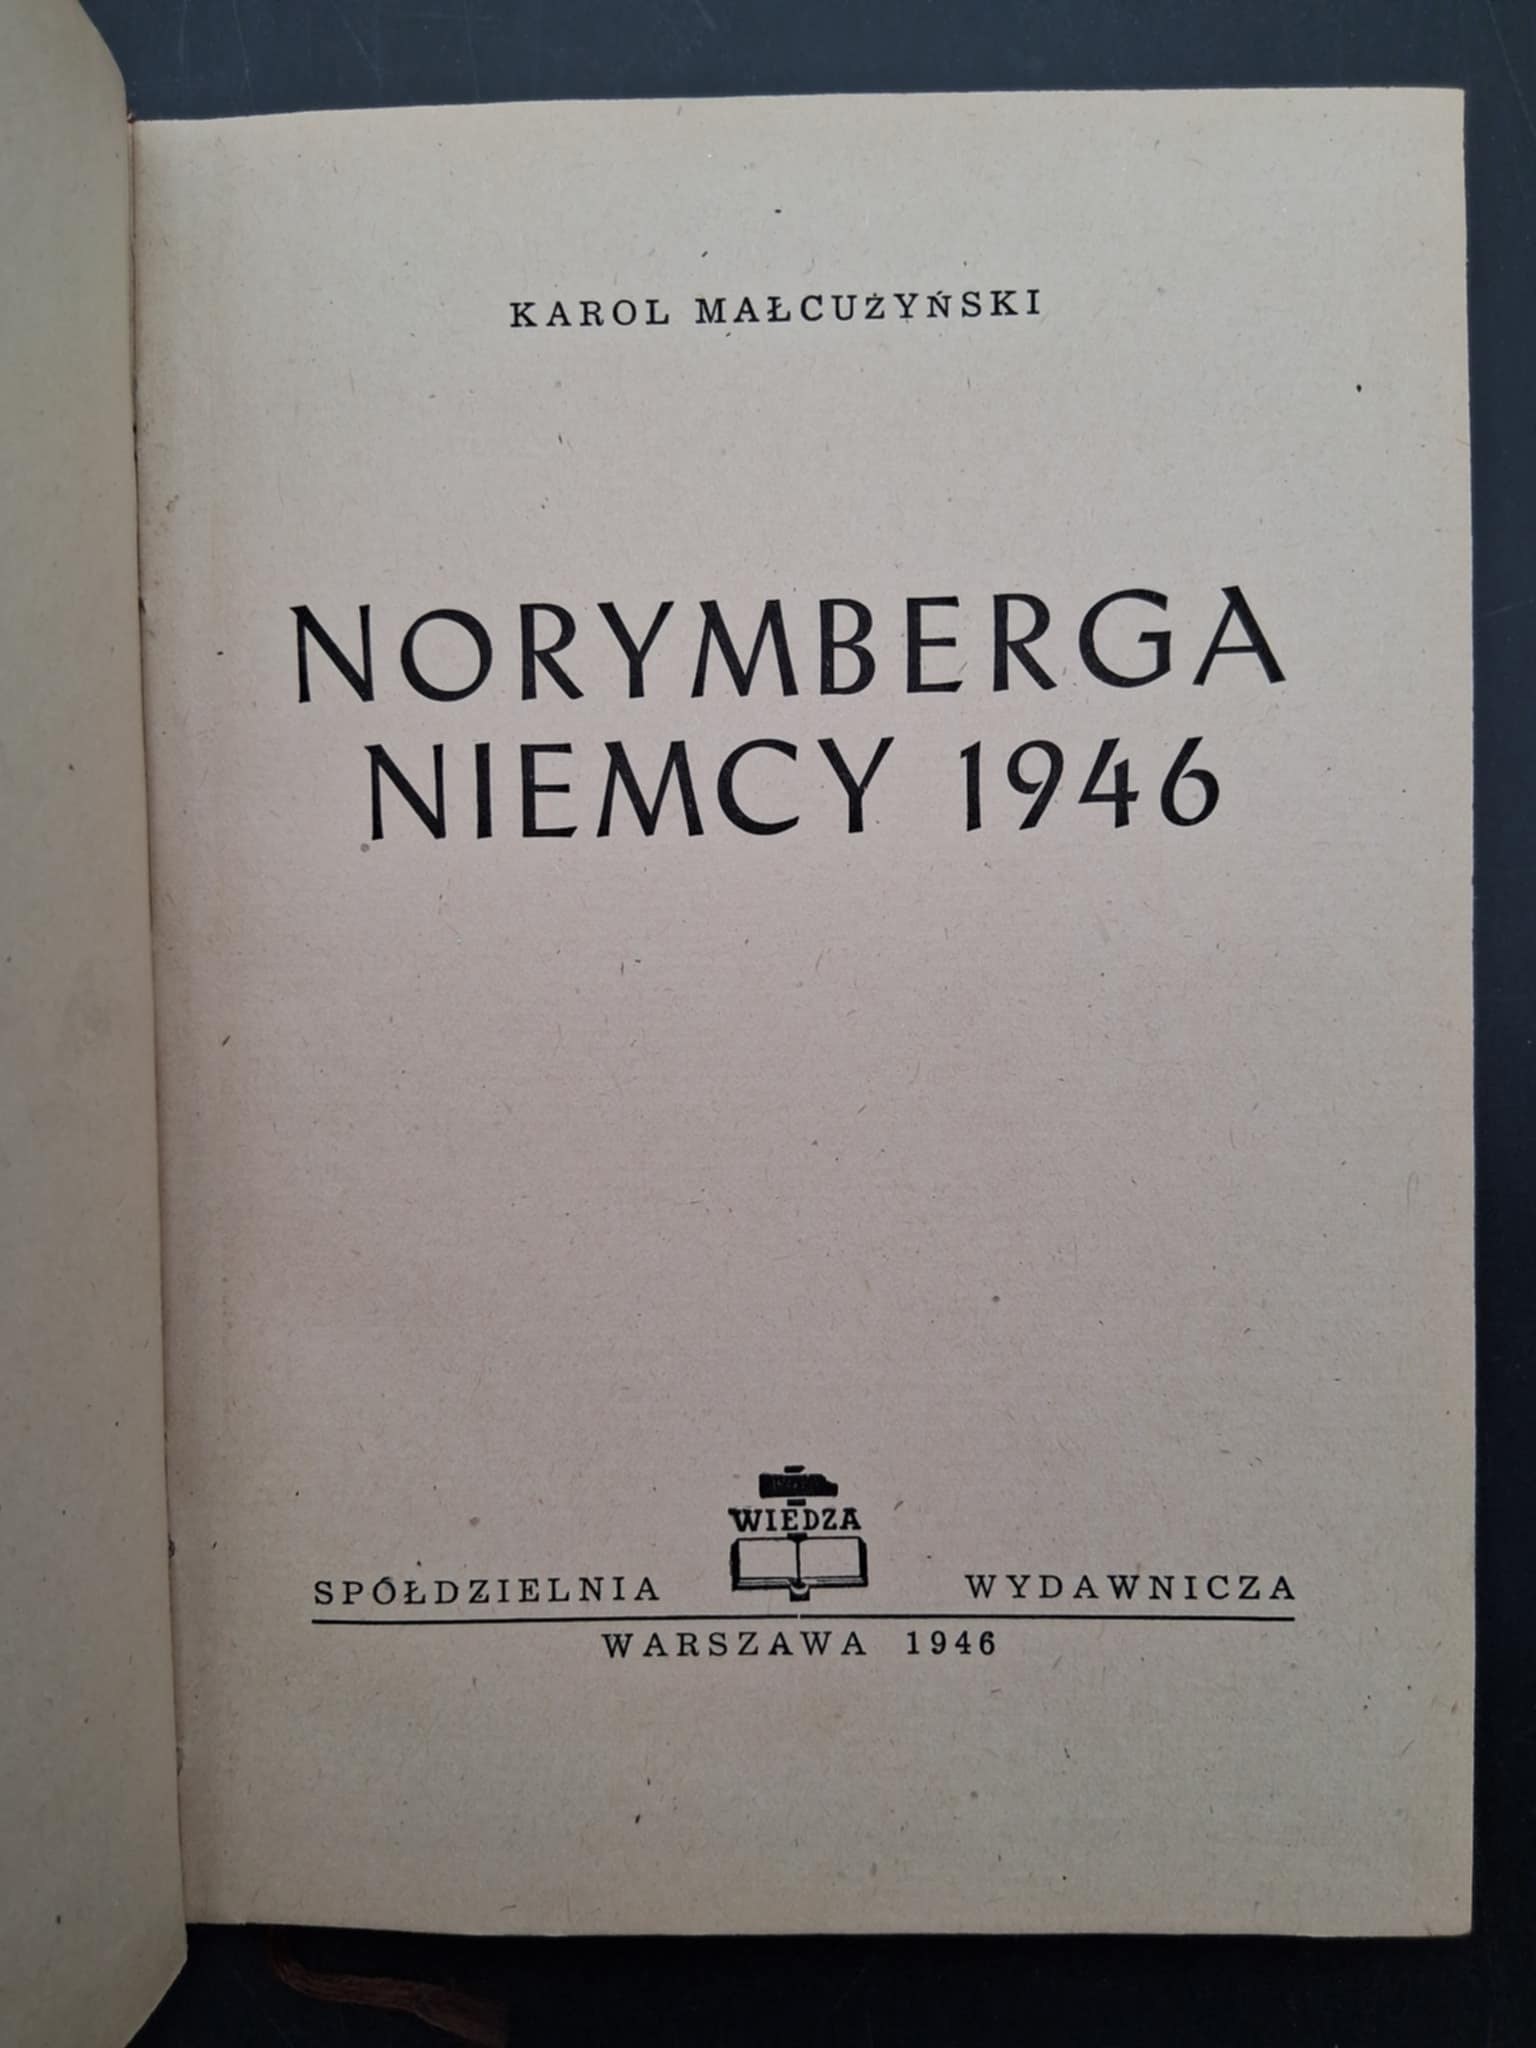 KAROL MAŁCUŻYŃSKI
NORYMBERGA
NIEMCY 1946
WIEDZA
SPÓŁDZIELNIA WYDAWNICZA
WARSZAWA 1946